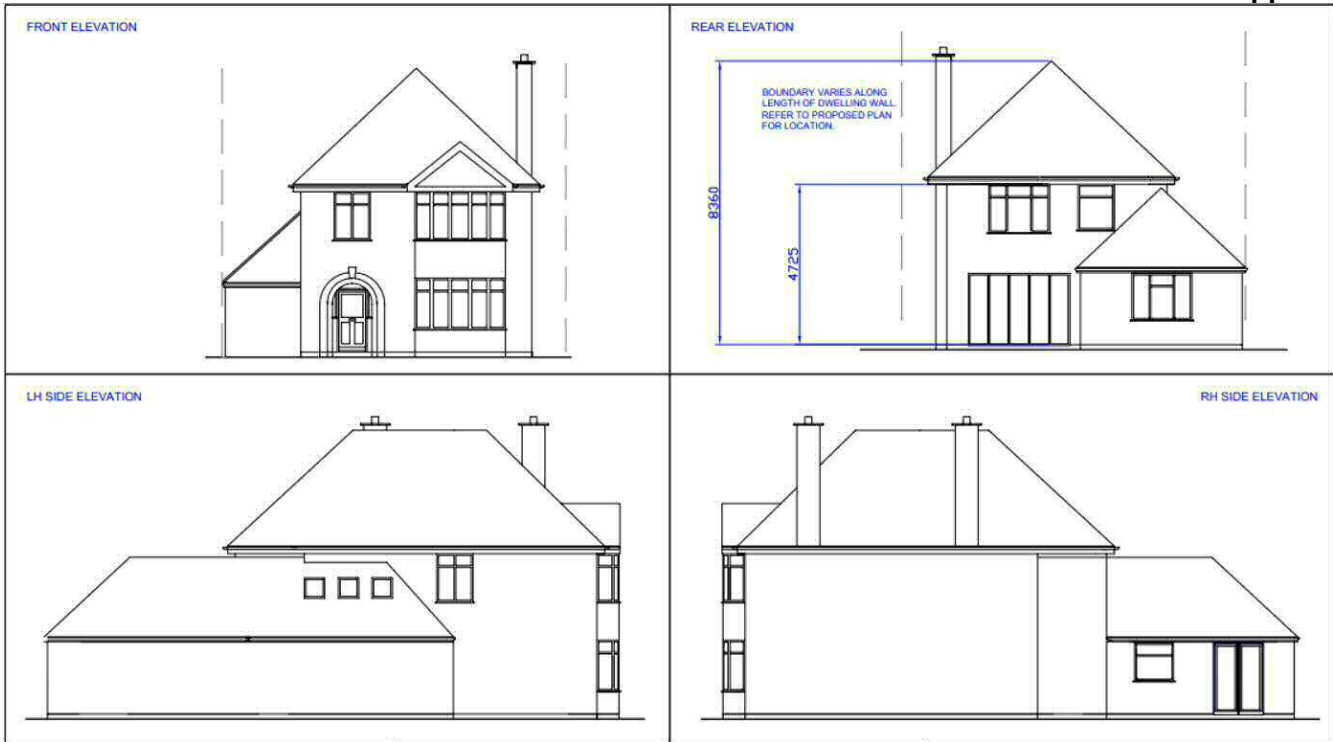 FRONT ELEVATION
REAR ELEVATION
BOUNDARY VARIES ALONG
LENGTH OF DWELLING WALL.
REFER TO PROPOSED PLAN
FOR LOCATION.
8360
4725
LH SIDE ELEVATION
RH SIDE ELEVATION